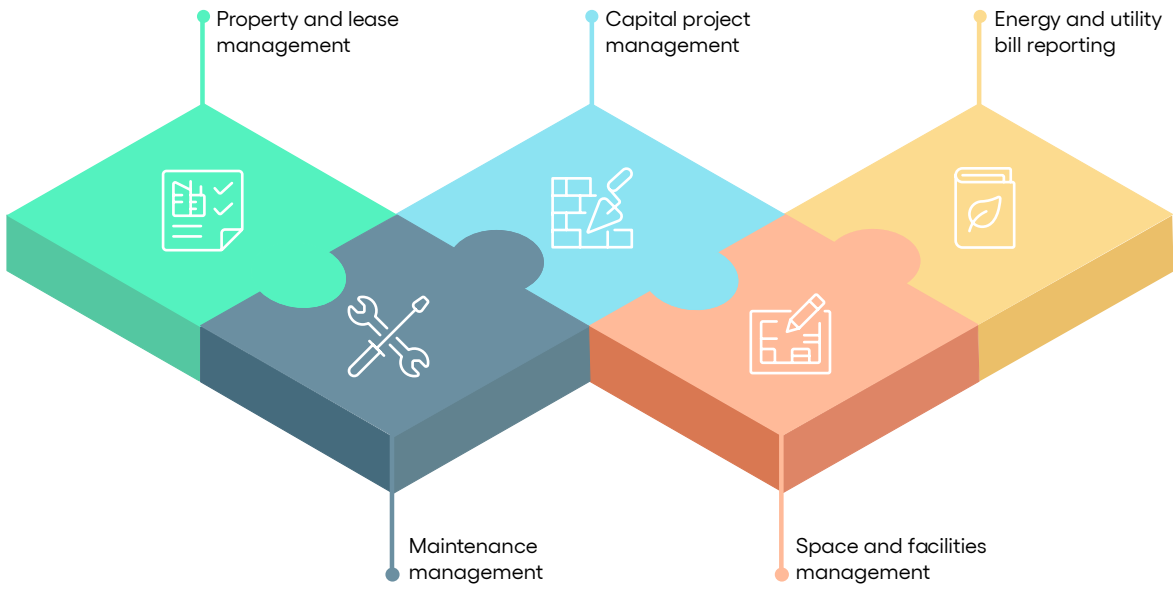 Property and lease
management
Capital project
management
Energy and utility
bill reporting
Maintenance
management
Space and facilities
management